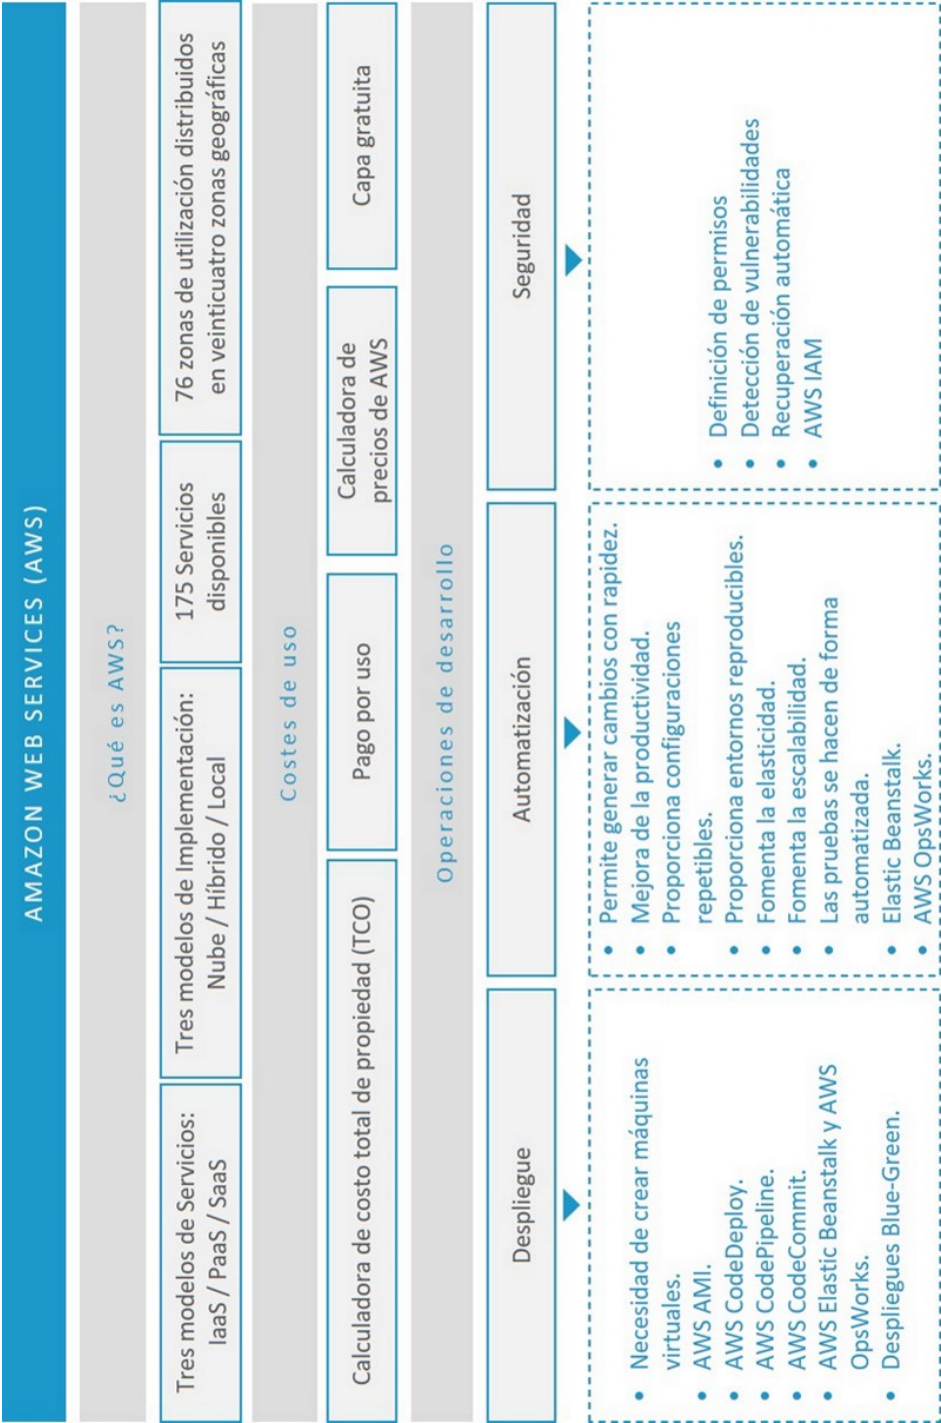 AMAZON WEB SERVICES (AWS)
¿Qué es AWS?
Tres modelos de Servicios:
IaaS / PaaS / SaaS
Tres modelos de Implementación:
Nube / Híbrido / Local
175 Servicios
disponibles
76 zonas de utilización distribuidos
en veinticuatro zonas geográficas
Costes de uso
Calculadora de costo total de propiedad (TCO)
Pago por uso
Calculadora de
precios de AWS
Capa gratuita
Operaciones de desarrollo
Despliegue
• Necesidad de crear máquinas
virtuales.
• AWS AMI.
• AWS CodeDeploy.
• AWS CodePipeline.
• AWS CodeCommit.
• AWS Elastic Beanstalk y AWS
OpsWorks.
• Despliegues Blue-Green.
Automatización
• Permite generar cambios con rapidez.
• Mejora de la productividad.
• Proporciona configuraciones
repetibles.
• Proporciona entornos reproducibles.
• Fomenta la elasticidad.
• Fomenta la escalabilidad.
• Las pruebas se hacen de forma
automatizada.
• Elastic Beanstalk.
• AWS OpsWorks.
Seguridad
• Definición de permisos
• Detección de vulnerabilidades
• Recuperación automática
• AWS IAM